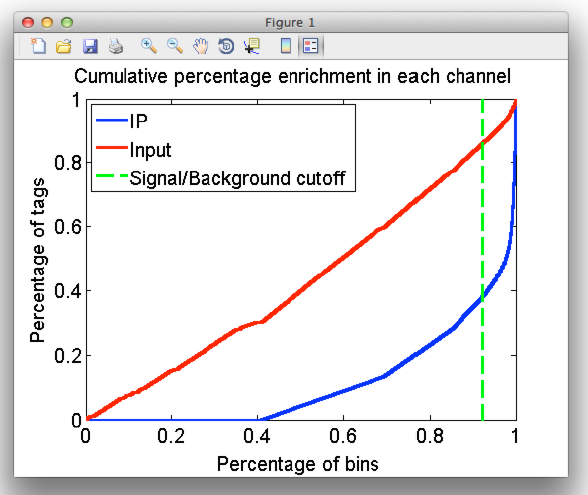 Figure 1
Cumulative percentage enrichment in each channel
IP
Input
Signal/Background cutoff
Percentage of tags
1
0.8
0.6
0.4
0.2
0
0
0.2
0.4
0.6
0.8
1
Percentage of bins